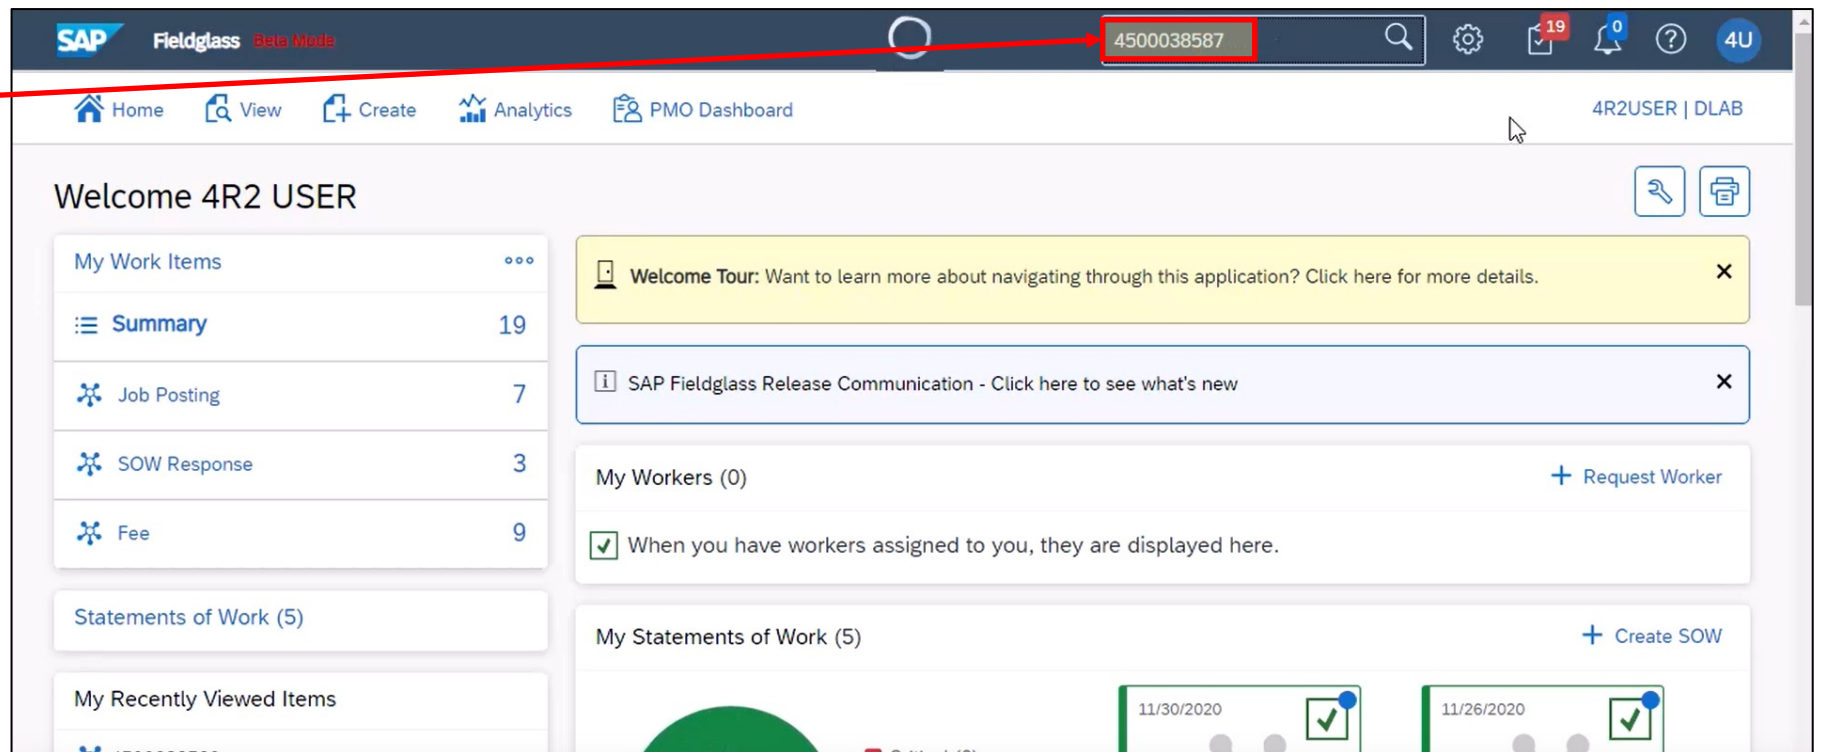 SAP Fieldglass Beta Mode 4500038587 19 0 ? 4U
Home View Create Analytics PMO Dashboard 4R2USER | DLAB
Welcome 4R2 USER
My Work Items
Summary 19
Job Posting 7
SOW Response 3
Fee 9
Statements of Work (5)
My Recently Viewed Items
Welcome Tour: Want to learn more about navigating through this application? Click here for more details.
SAP Fieldglass Release Communication - Click here to see what's new
My Workers (0) + Request Worker
When you have workers assigned to you, they are displayed here.
My Statements of Work (5) + Create SOW
11/30/2020 11/26/2020